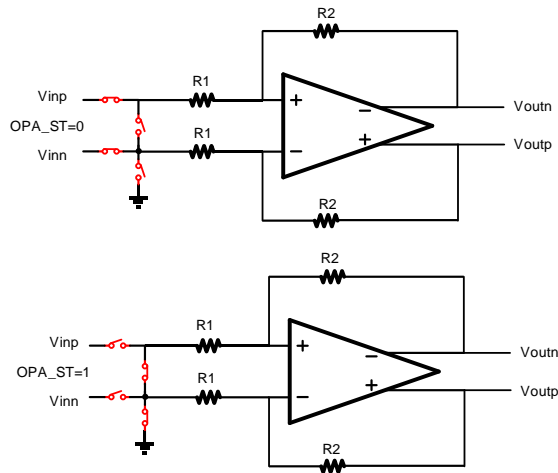 R2
Vinp
R1
+
−
Voutn
OPA_ST=0
R1
Vinn
−
+
Voutp
R2
R2
Vinp
R1
+
−
Voutn
OPA_ST=1
R1
Vinn
−
+
Voutp
R2